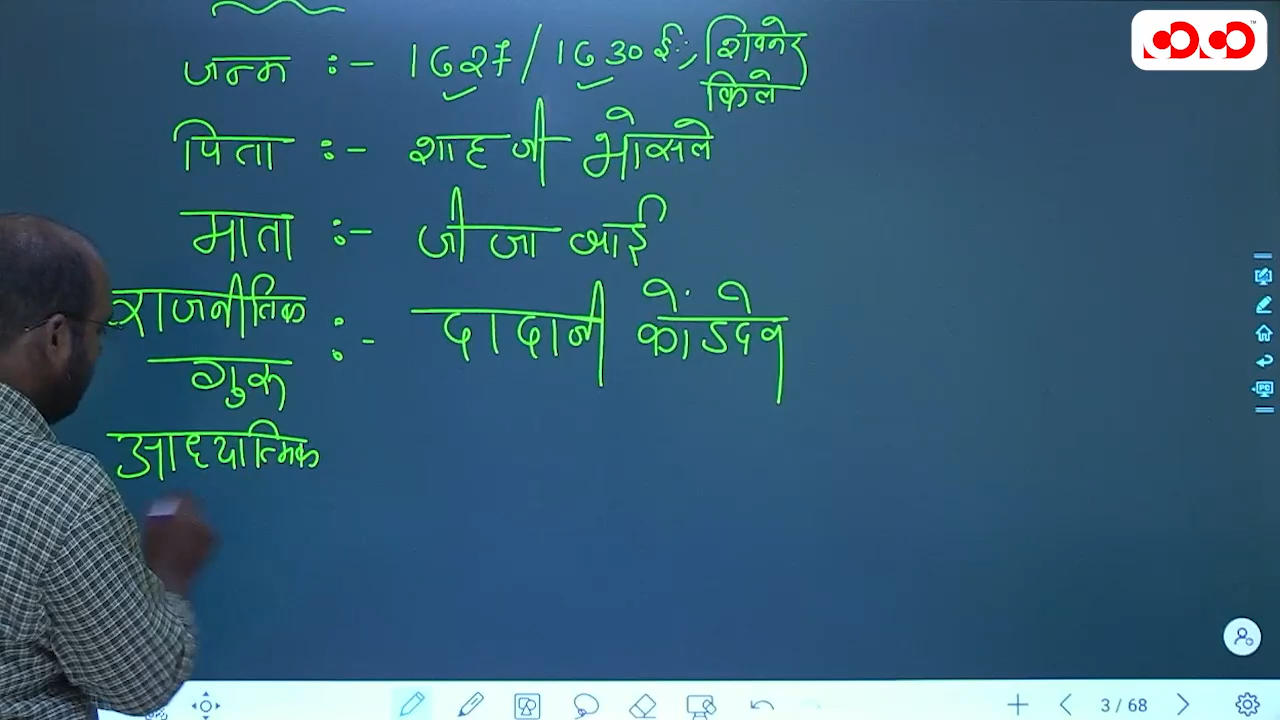 जन्म :- 1627 / 1630 ई., शिवनेर
किले
पिता :- शाह जी भोसले
माता :- जीजा बाई
राजनीतिक
गुरू :- दादाजी कोंडदेव
आध्यात्मिक
3 / 68